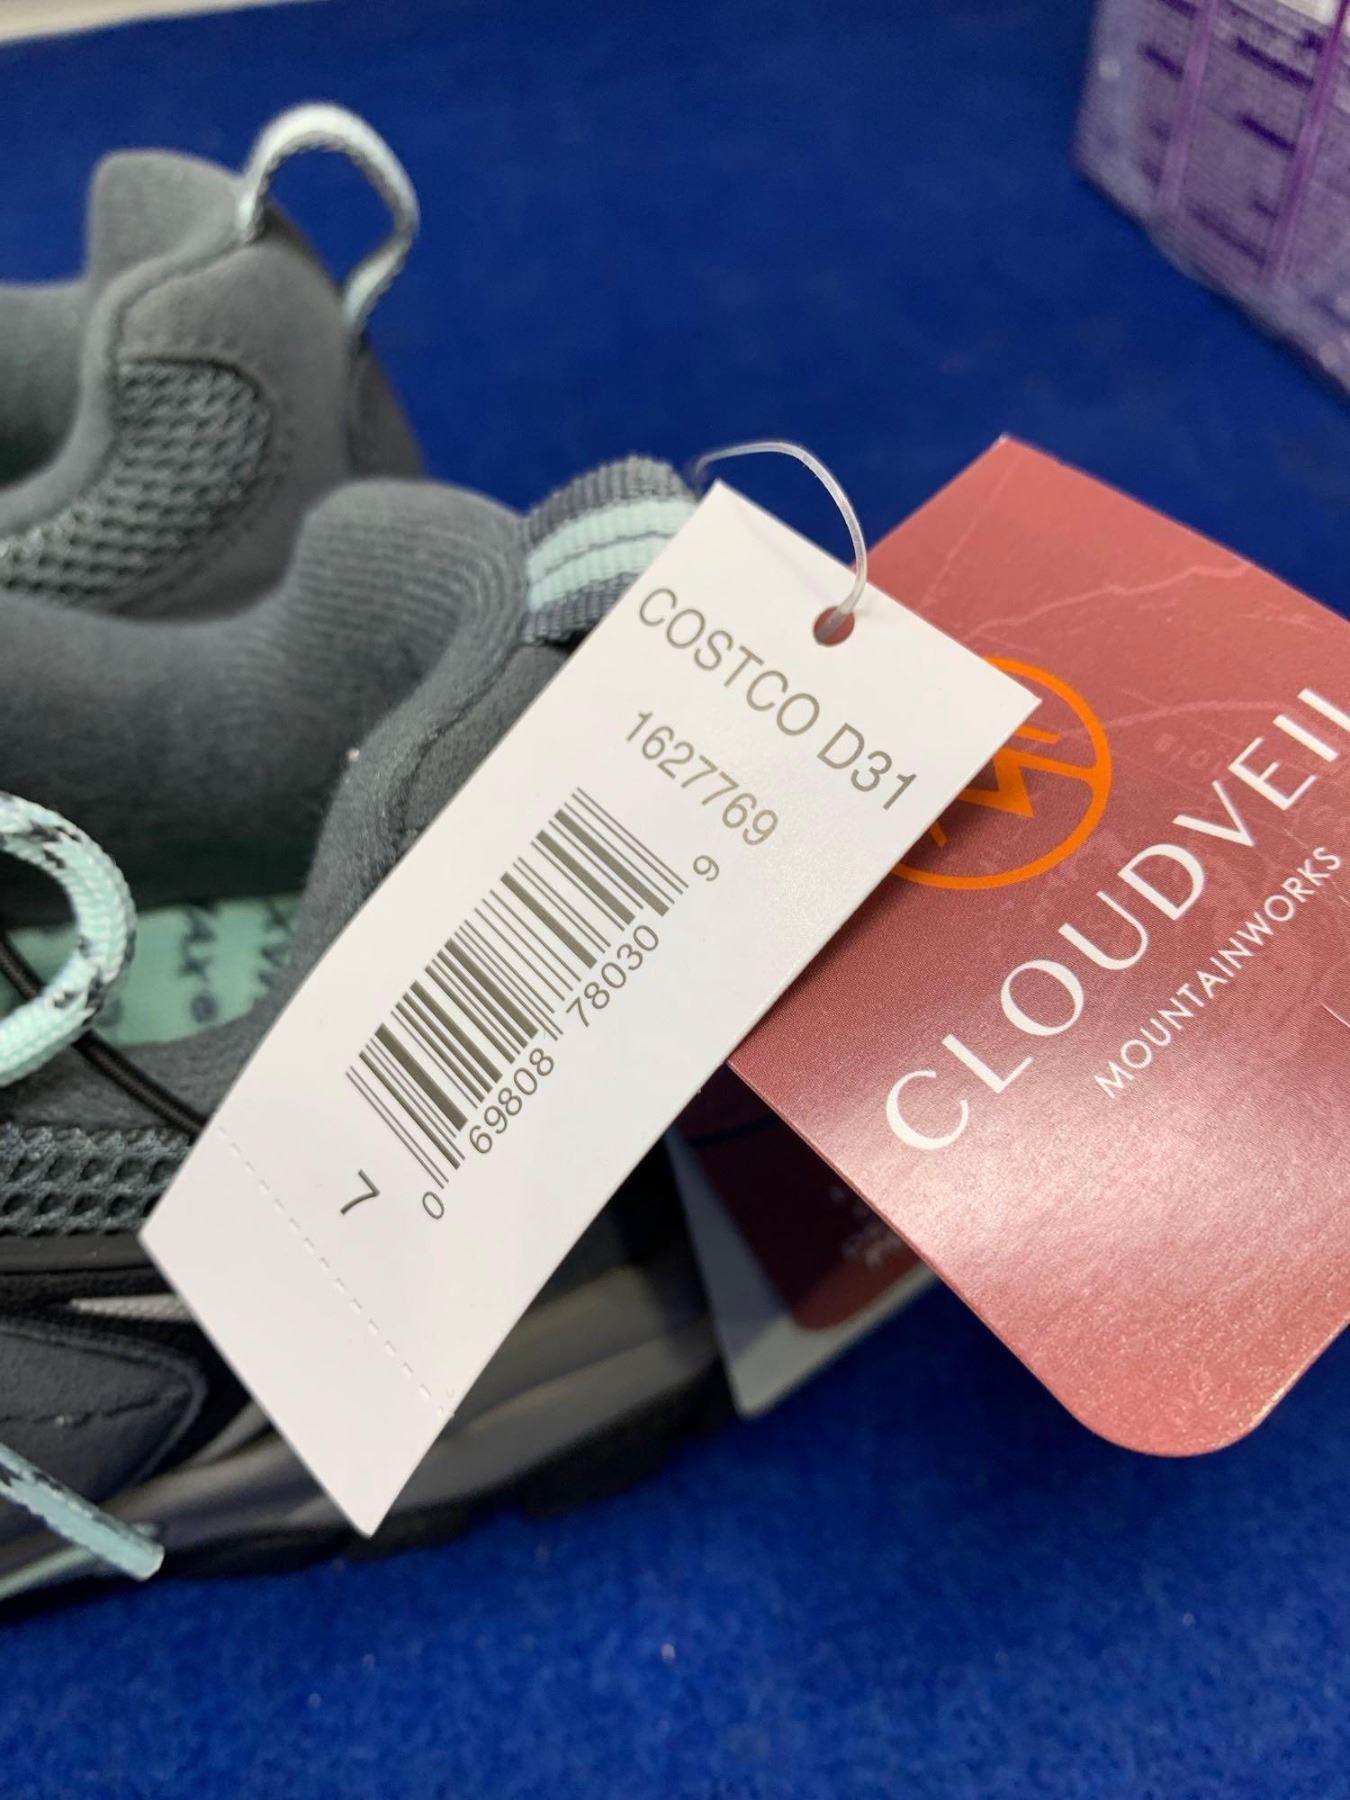 COSTCO D31
1627769
0 69808 78030 9
7
CLOUDVEIL
MOUNTAINWORKS